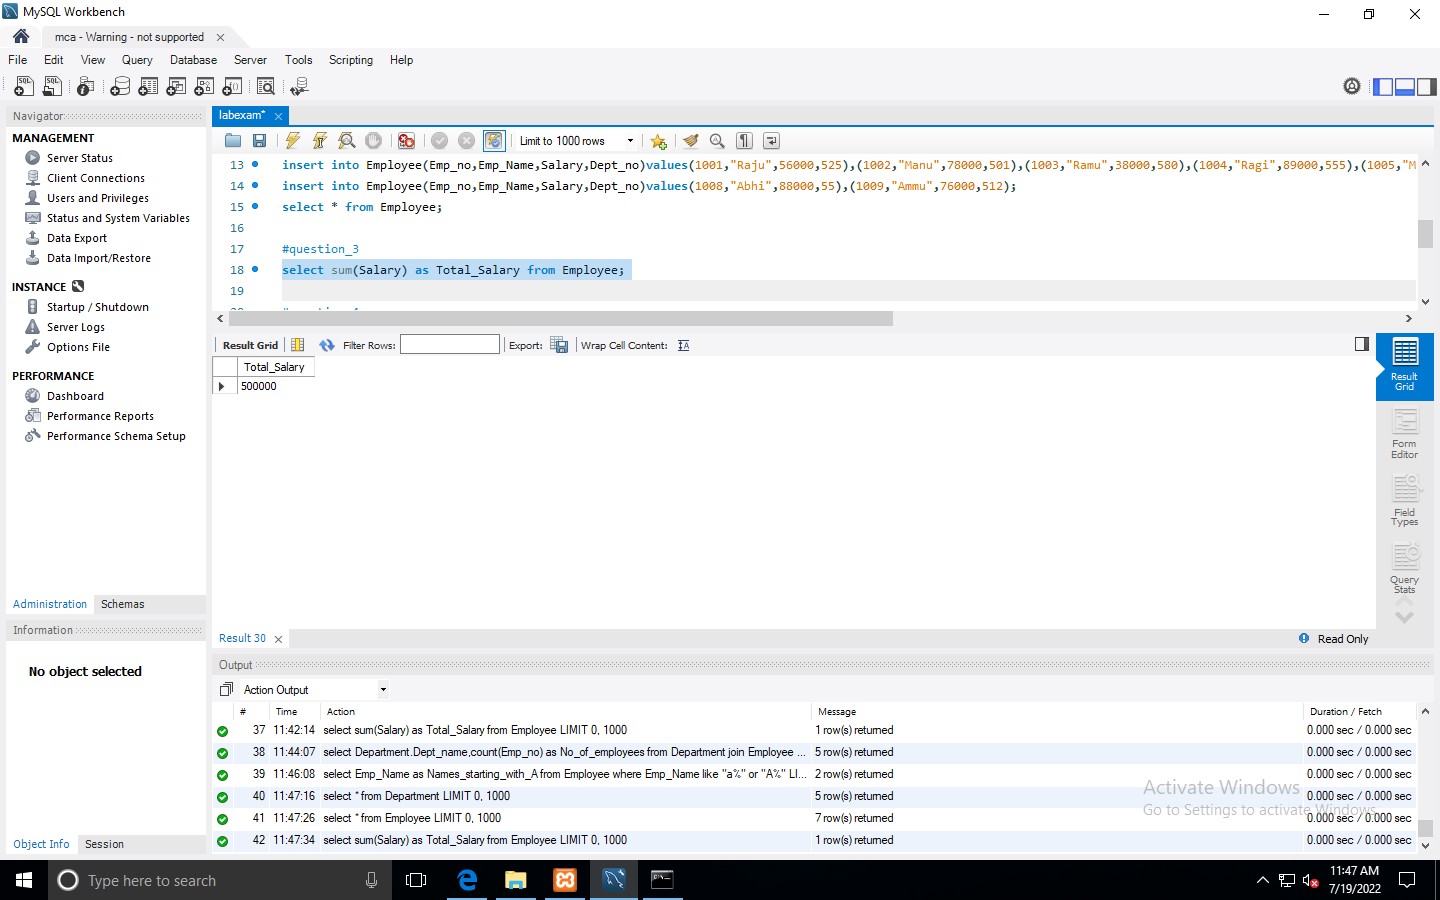 MySQL Workbench
mca - Warning - not supported
File Edit View Query Database Server Tools Scripting Help
Navigator
MANAGEMENT
Server Status
Client Connections
Users and Privileges
Status and System Variables
Data Export
Data Import/Restore
INSTANCE
Startup / Shutdown
Server Logs
Options File
PERFORMANCE
Dashboard
Performance Reports
Performance Schema Setup
Administration Schemas
Information
No object selected
Object Info Session
labexam*
Limit to 1000 rows
13 insert into Employee(Emp_no,Emp_Name,Salary,Dept_no)values(1001,"Raju",56000,525),(1002,"Manu",78000,501),(1003,"Ramu",38000,580),(1004,"Ragi",89000,555),(1005,"M
14 insert into Employee(Emp_no,Emp_Name,Salary,Dept_no)values(1008,"Abhi",88000,55),(1009,"Ammu",76000,512);
15 select * from Employee;
16
17 #question_3
18 select sum(Salary) as Total_Salary from Employee;
19
Result Grid Filter Rows: Export: Wrap Cell Content:
Total_Salary
500000
Result Grid
Form Editor
Field Types
Query Stats
Result 30
Read Only
Output
Action Output
# Time Action Message Duration / Fetch
37 11:42:14 select sum(Salary) as Total_Salary from Employee LIMIT 0, 1000 1 row(s) returned 0.000 sec / 0.000 sec
38 11:44:07 select Department.Dept_name,count(Emp_no) as No_of_employees from Department join Employee ... 5 row(s) returned 0.000 sec / 0.000 sec
39 11:46:08 select Emp_Name as Names_starting_with_A from Employee where Emp_Name like "a%" or "A%" LI... 2 row(s) returned 0.000 sec / 0.000 sec
40 11:47:16 select * from Department LIMIT 0, 1000 5 row(s) returned 0.000 sec / 0.000 sec
41 11:47:26 select * from Employee LIMIT 0, 1000 7 row(s) returned 0.000 sec / 0.000 sec
42 11:47:34 select sum(Salary) as Total_Salary from Employee LIMIT 0, 1000 1 row(s) returned 0.000 sec / 0.000 sec
Activate Windows
Go to Settings to activate Windows.
Type here to search
11:47 AM
7/19/2022